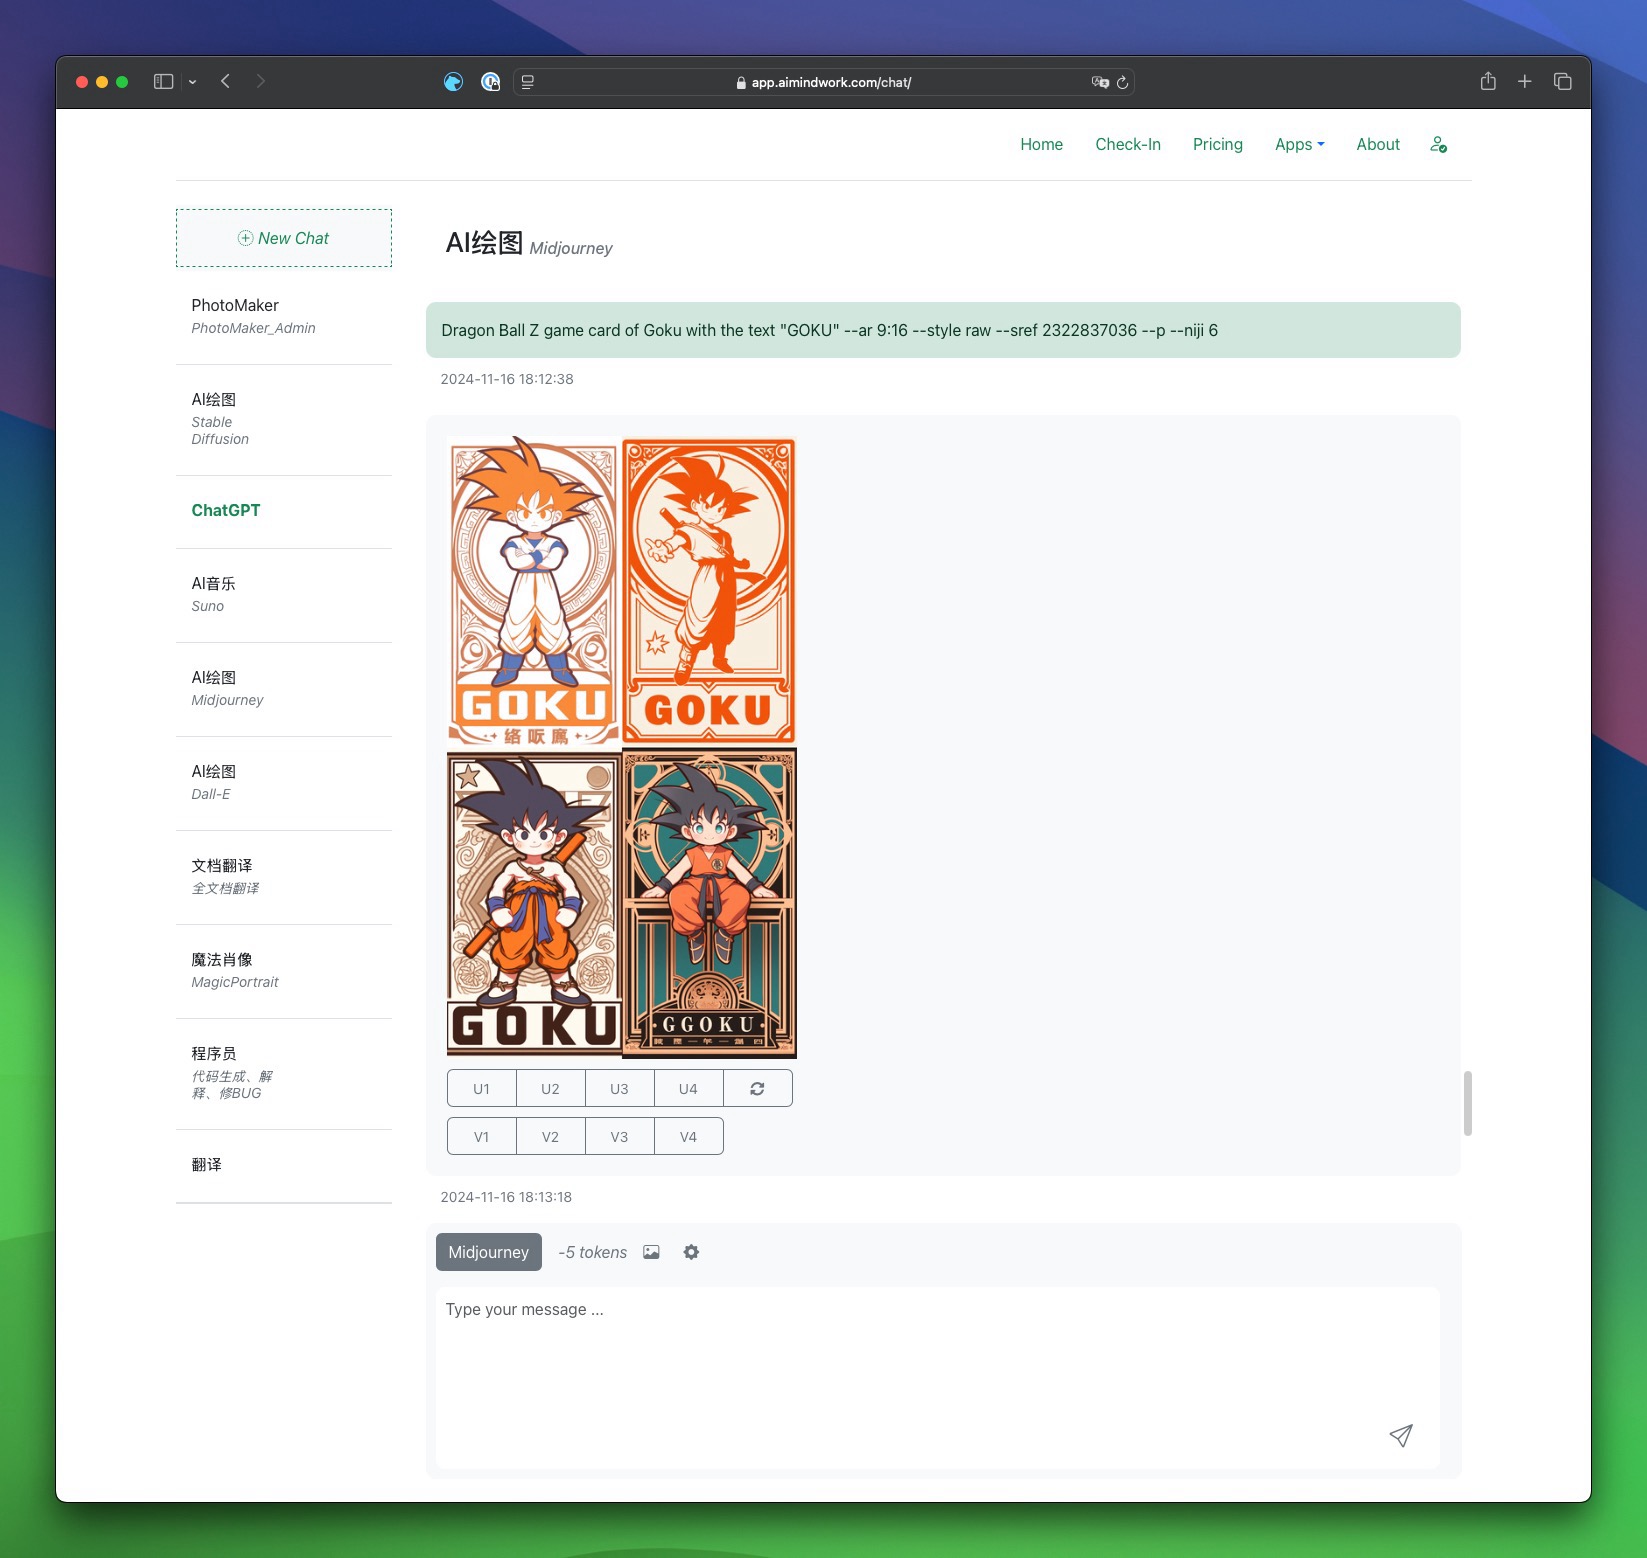 app.aimindwork.com/chat/
Home Check-In Pricing Apps About
New Chat
PhotoMaker
PhotoMaker_Admin
AI绘图
Stable
Diffusion
ChatGPT
AI音乐
Suno
AI绘图
Midjourney
AI绘图
Dall-E
文档翻译
全文档翻译
魔法肖像
MagicPortrait
程序员
代码生成、解
释、修BUG
翻译
AI绘图 Midjourney
Dragon Ball Z game card of Goku with the text "GOKU" --ar 9:16 --style raw --sref 2322837036 --p --niji 6
2024-11-16 18:12:38
GOKU
GOKU
GOKU
GGOKU
U1 U2 U3 U4
V1 V2 V3 V4
2024-11-16 18:13:18
Midjourney -5 tokens
Type your message ...